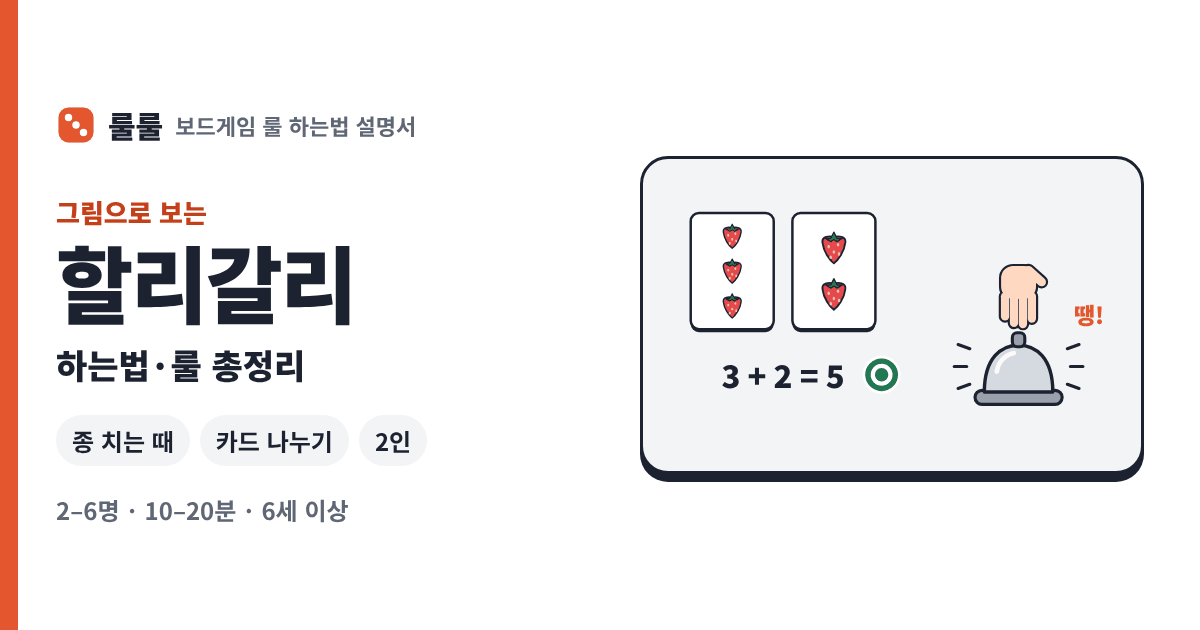 룰룰 보드게임 룰 하는법 설명서
그림으로 보는
할리갈리
하는법·룰 총정리
종 치는 때 카드 나누기 2인
2–6명 · 10–20분 · 6세 이상
땡!
3 + 2 = 5